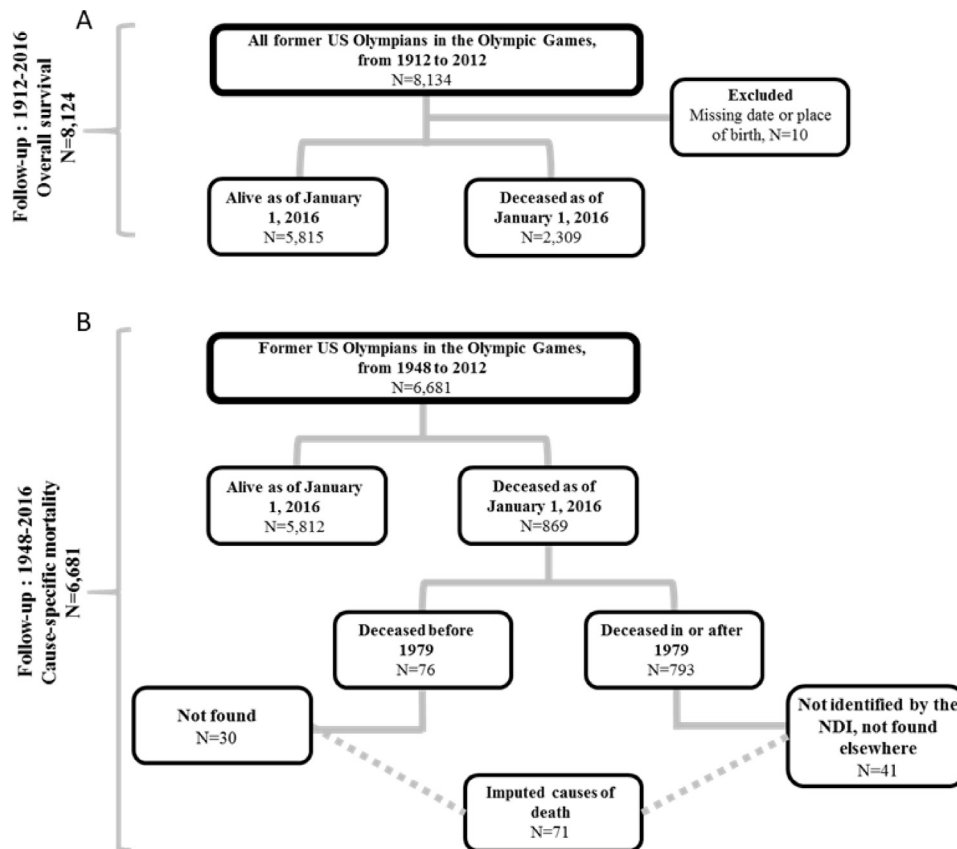 A
All former US Olympians in the Olympic Games,
from 1912 to 2012
N=8,134
Excluded
Missing date or place
of birth, N=10
Follow-up : 1912-2016
Overall survival
N=8,124
Alive as of January
1, 2016
N=5,815
Deceased as of
January 1, 2016
N=2,309
B
Former US Olympians in the Olympic Games,
from 1948 to 2012
N=6,681
Alive as of January
1, 2016
N=5,812
Deceased as of
January 1, 2016
N=869
Follow-up : 1948-2016
Cause-specific mortality
N=6,681
Deceased before
1979
N=76
Deceased in or after
1979
N=793
Not found
N=30
Not identified by the
NDI, not found
elsewhere
N=41
Imputed causes of
death
N=71